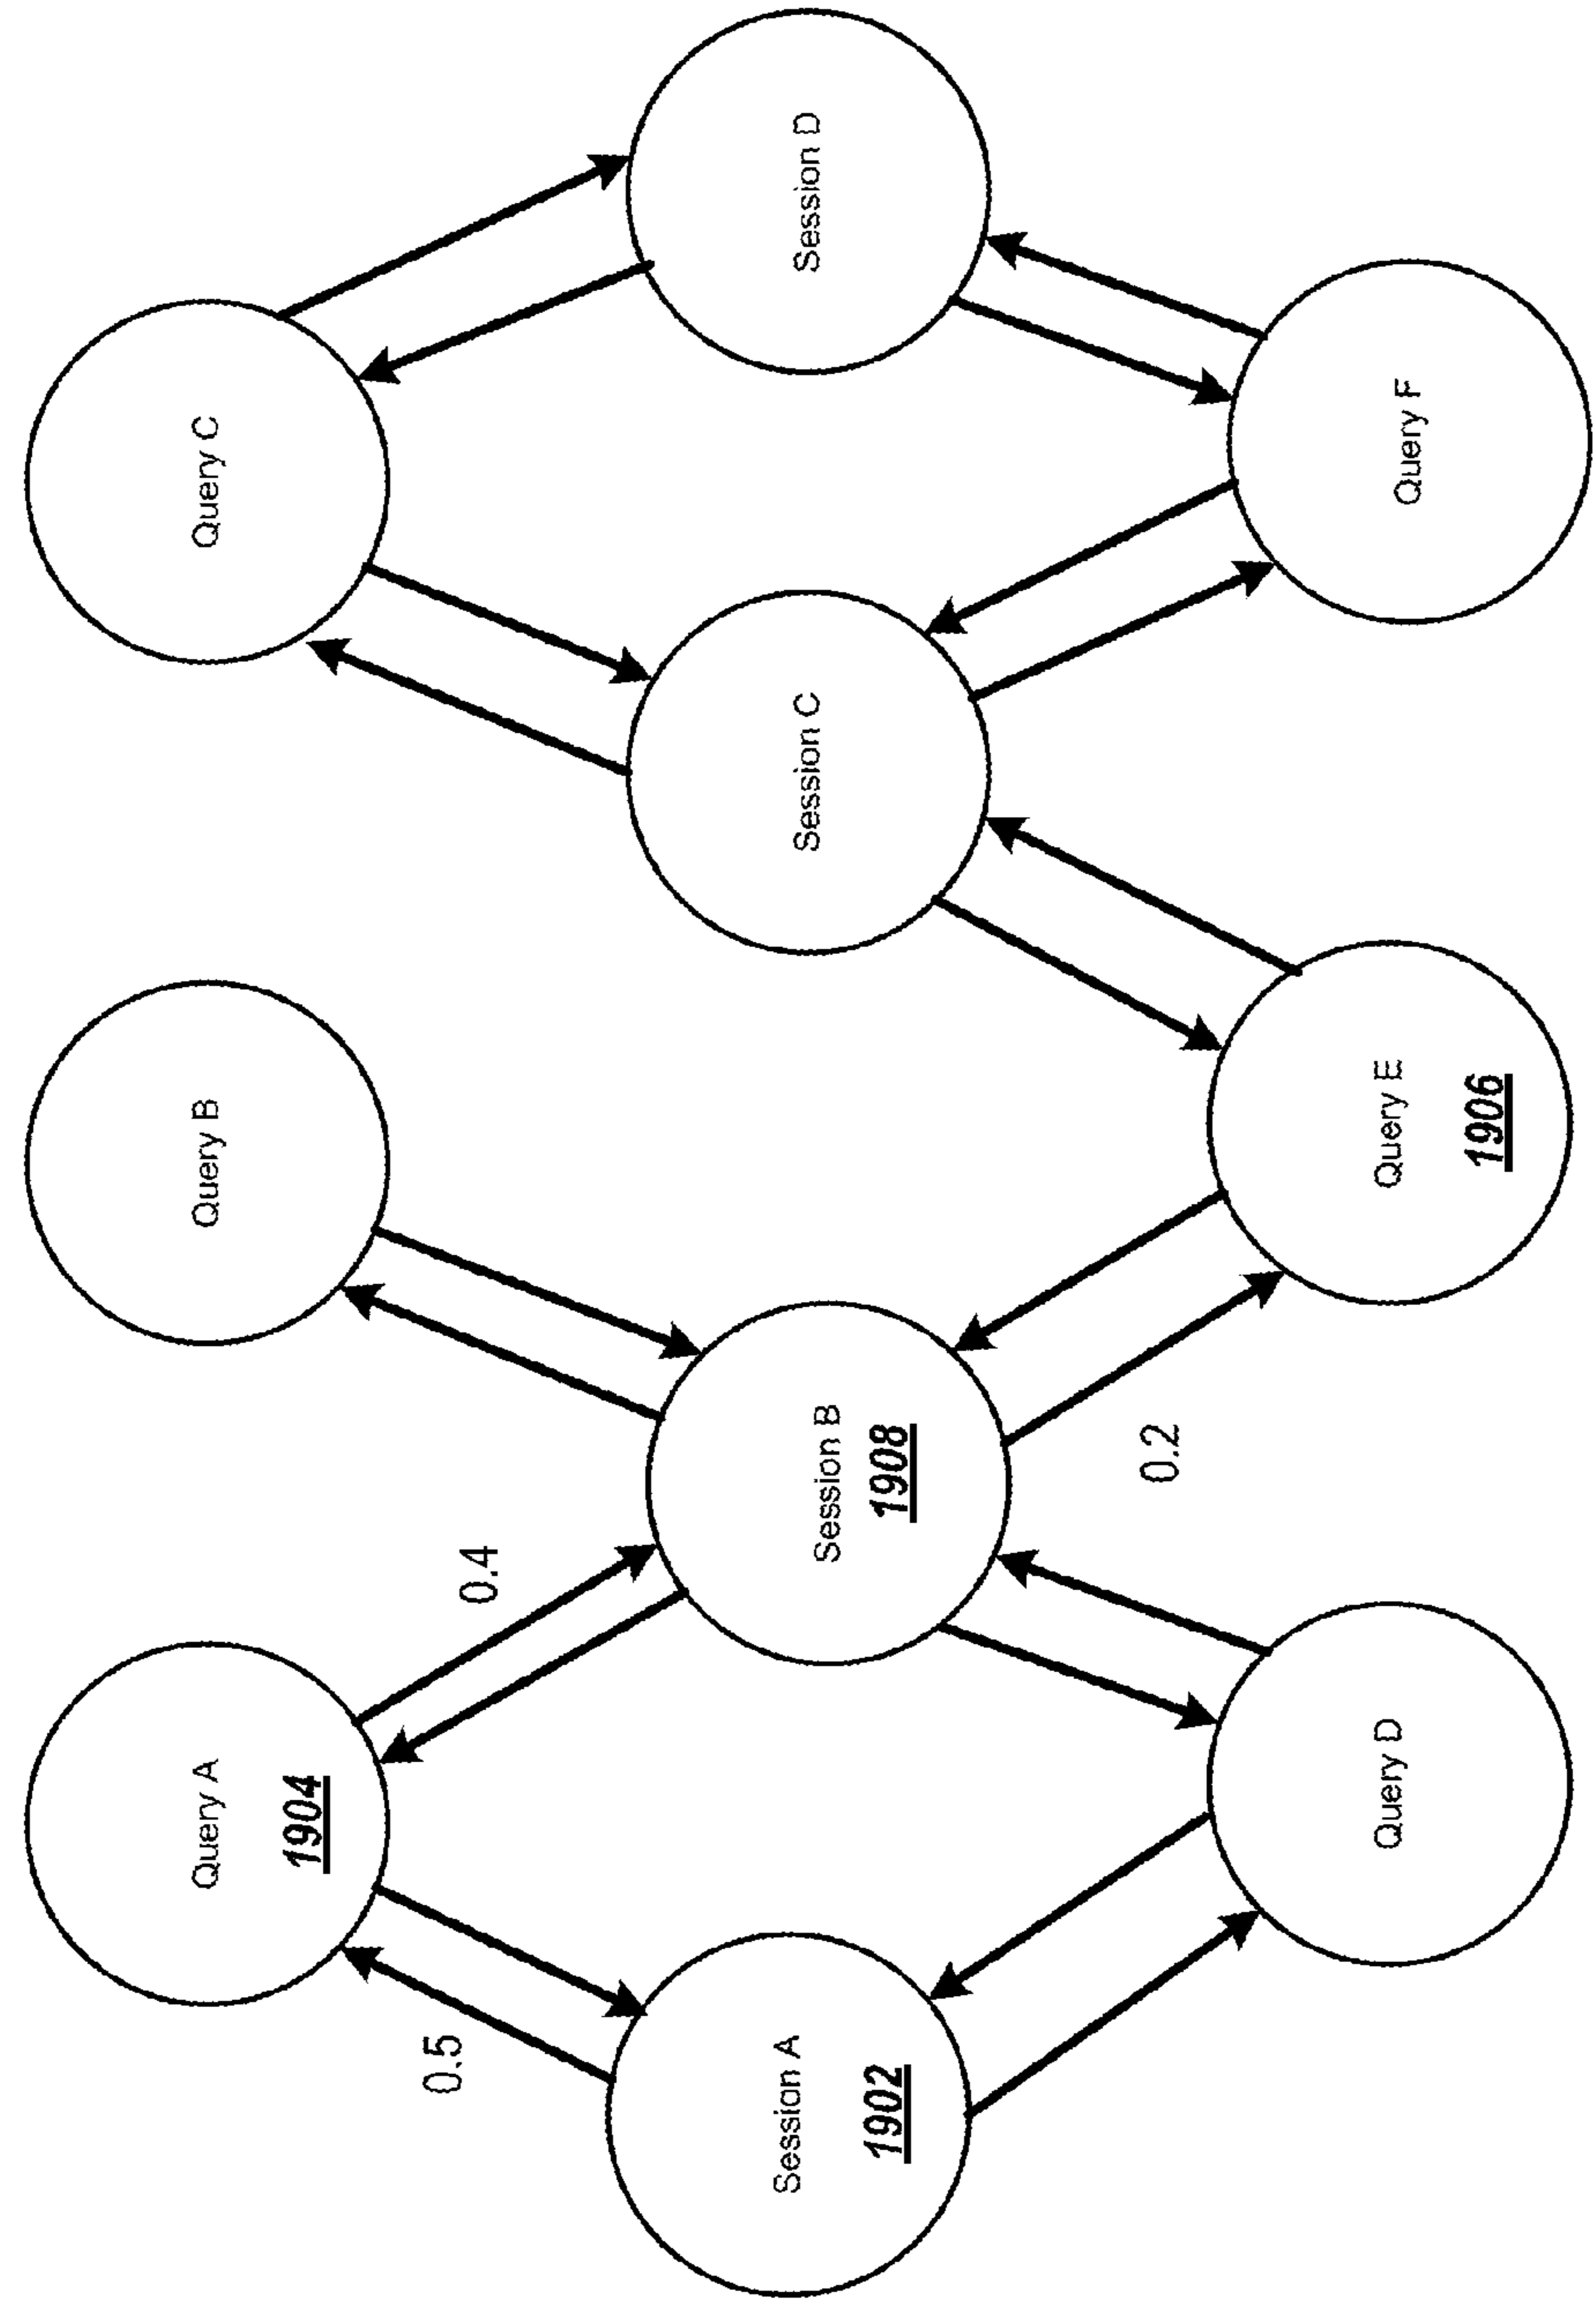 Query A
1904
Query B
Query C
0.5
0.4
Session A
1902
Session B
1908
Session C
Session D
0.2
Query D
Query E
1906
Query F